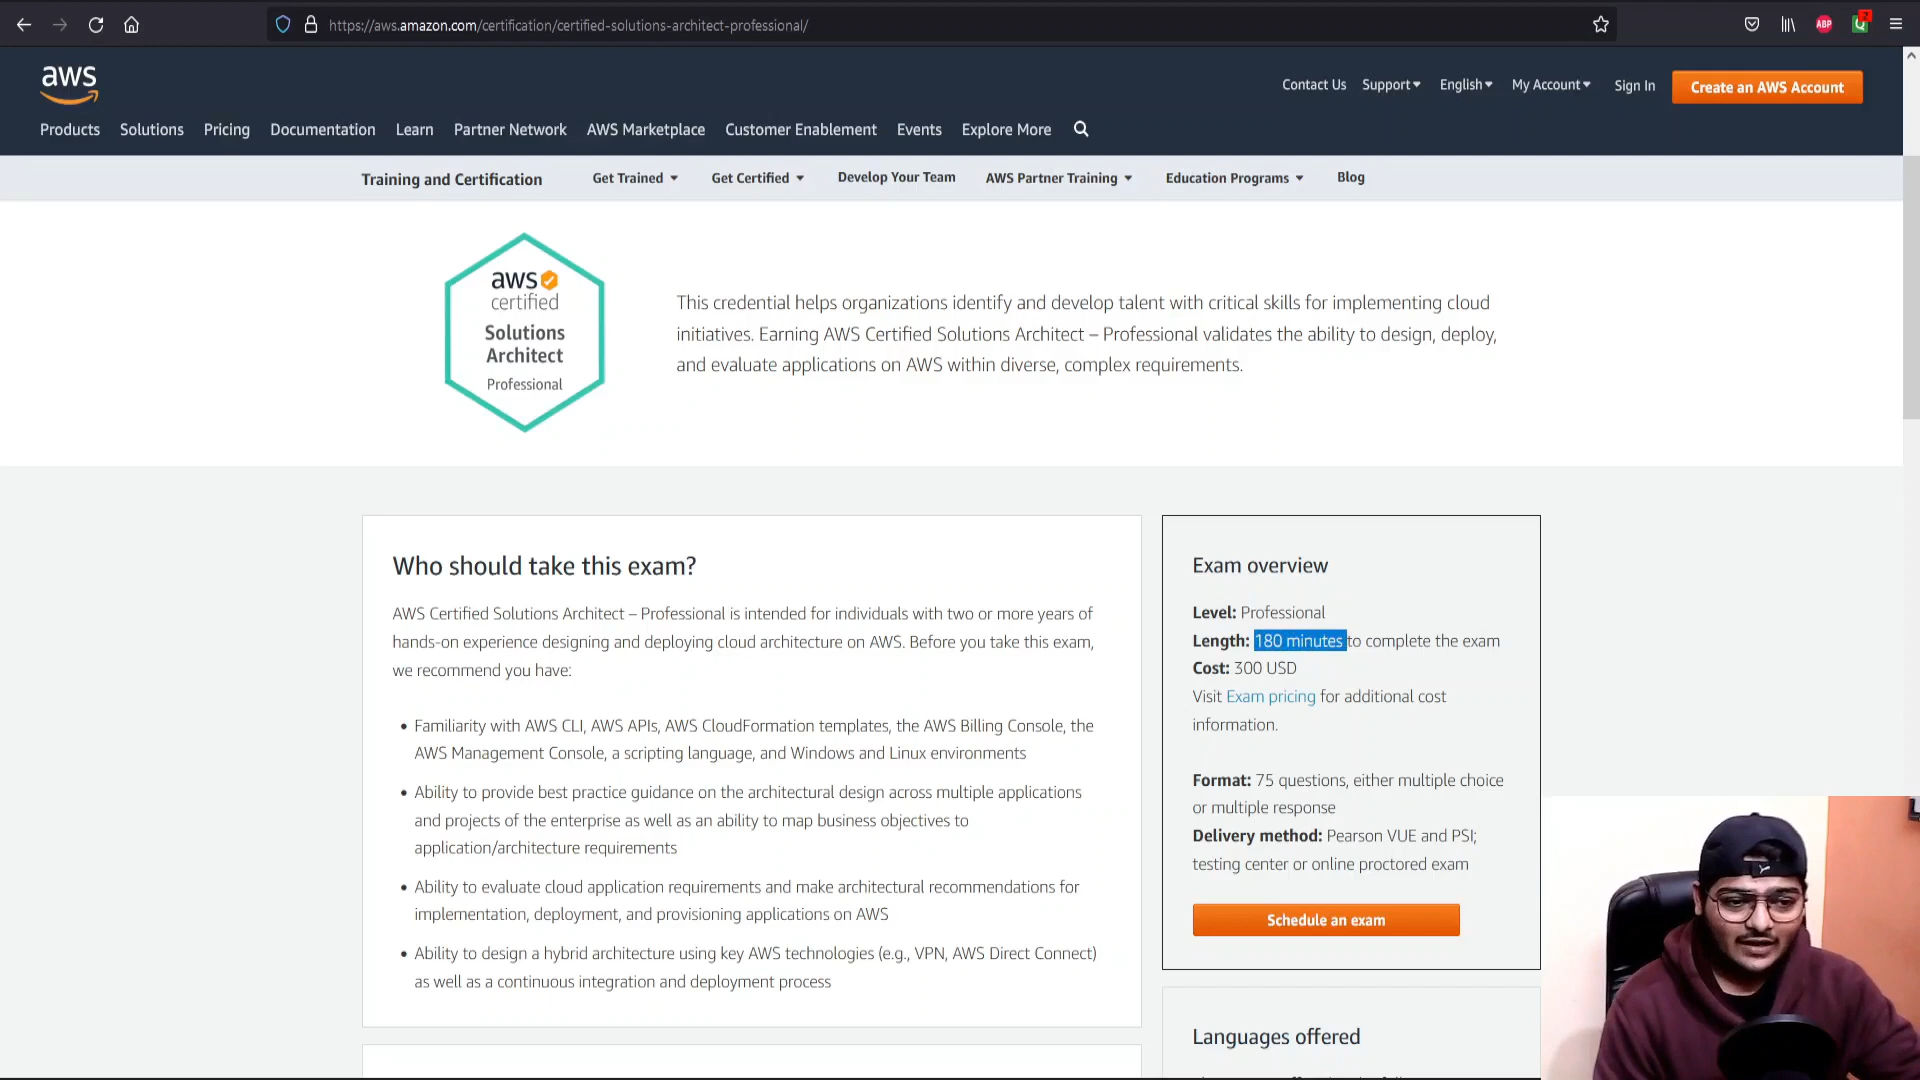 https://aws.amazon.com/certification/certified-solutions-architect-professional/
ABP
2
aws
Contact Us Support English My Account Sign In Create an AWS Account
Products Solutions Pricing Documentation Learn Partner Network AWS Marketplace Customer Enablement Events Explore More
Training and Certification Get Trained Get Certified Develop Your Team AWS Partner Training Education Programs Blog
aws
certified
Solutions
Architect
Professional
This credential helps organizations identify and develop talent with critical skills for implementing cloud
initiatives. Earning AWS Certified Solutions Architect – Professional validates the ability to design, deploy,
and evaluate applications on AWS within diverse, complex requirements.
Who should take this exam?
AWS Certified Solutions Architect – Professional is intended for individuals with two or more years of
hands-on experience designing and deploying cloud architecture on AWS. Before you take this exam,
we recommend you have:
• Familiarity with AWS CLI, AWS APIs, AWS CloudFormation templates, the AWS Billing Console, the
AWS Management Console, a scripting language, and Windows and Linux environments
• Ability to provide best practice guidance on the architectural design across multiple applications
and projects of the enterprise as well as an ability to map business objectives to
application/architecture requirements
• Ability to evaluate cloud application requirements and make architectural recommendations for
implementation, deployment, and provisioning applications on AWS
• Ability to design a hybrid architecture using key AWS technologies (e.g., VPN, AWS Direct Connect)
as well as a continuous integration and deployment process
Exam overview
Level: Professional
Length: 180 minutes to complete the exam
Cost: 300 USD
Visit Exam pricing for additional cost
information.
Format: 75 questions, either multiple choice
or multiple response
Delivery method: Pearson VUE and PSI;
testing center or online proctored exam
Schedule an exam
Languages offered